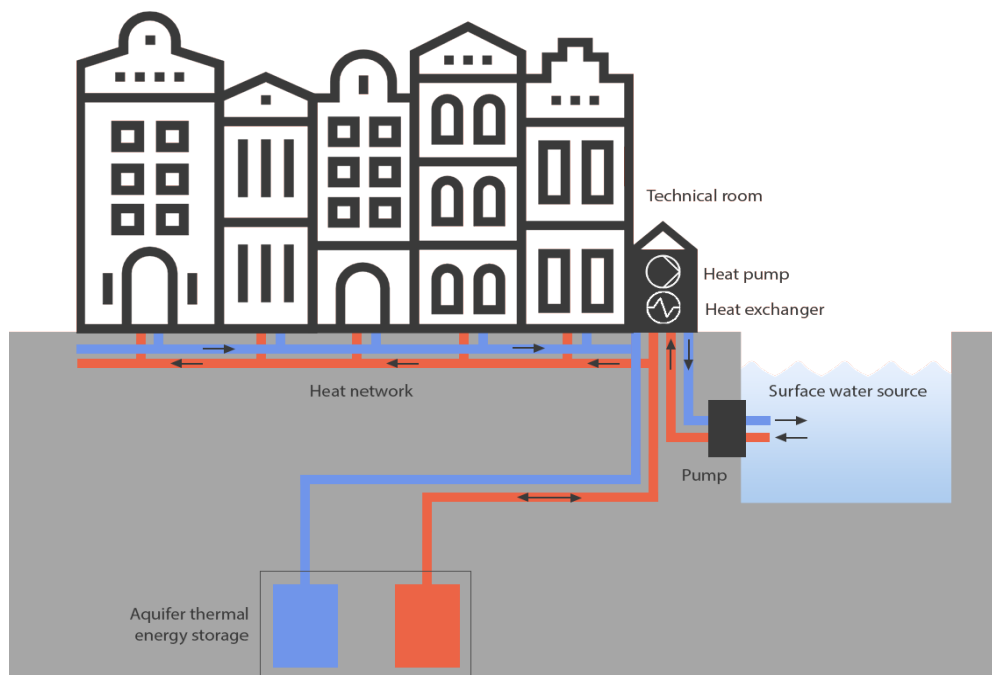 Technical room
Heat pump
Heat exchanger
Heat network
Surface water source
Pump
Aquifer thermal
energy storage